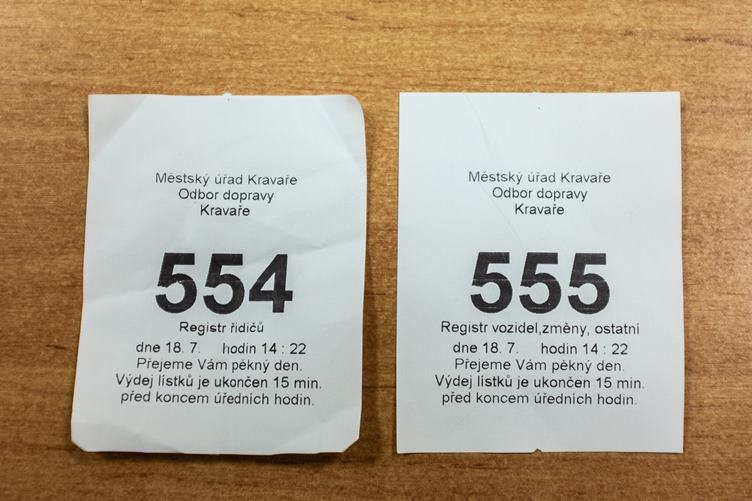 Městský úřad Kravaře
Odbor dopravy
Kravaře
554
Registr řidičů
dne 18. 7. hodin 14 : 22
Přejeme Vám pěkný den.
Výdej lístků je ukončen 15 min.
před koncem úředních hodin.
Městský úřad Kravaře
Odbor dopravy
Kravaře
555
Registr vozidel,změny, ostatní
dne 18. 7. hodin 14 : 22
Přejeme Vám pěkný den.
Výdej lístků je ukončen 15 min.
před koncem úředních hodin.